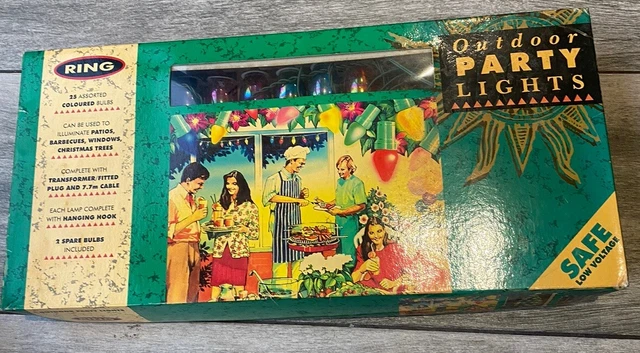 RING
25 ASSORTED
COLOURED BULBS
CAN BE USED TO
ILLUMINATE PATIOS,
BARBECUES, WINDOWS,
CHRISTMAS TREES
COMPLETE WITH
TRANSFORMER/FITTED
PLUG AND 7.7m CABLE
EACH LAMP COMPLETE
WITH HANGING HOOK
2 SPARE BULBS
INCLUDED
Outdoor
PARTY
LIGHTS
SAFE
LOW VOLTAGE